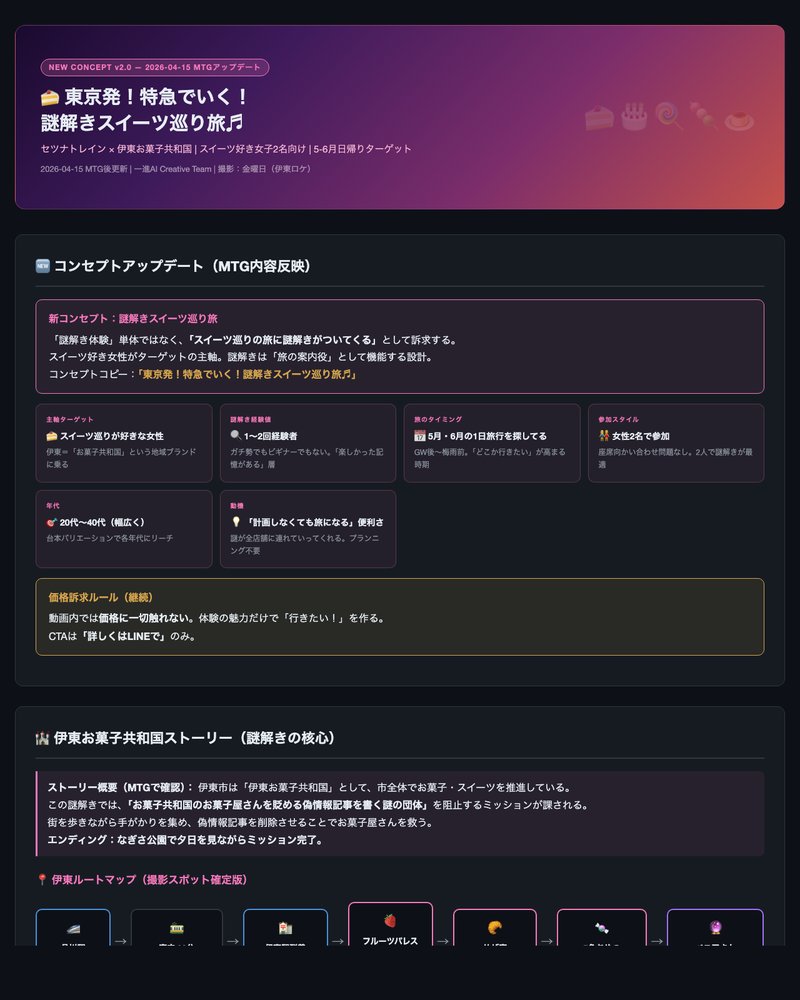 NEW CONCEPT v2.0 — 2026-04-15 MTGアップデート
🍰 東京発！特急でいく！
謎解きスイーツ巡り旅♬
セツナトレイン × 伊東お菓子共和国 | スイーツ好き女子2名向け | 5-6月日帰りターゲット
2026-04-15 MTG後更新 | 一進AI Creative Team | 撮影：金曜日（伊東ロケ）
🆕 コンセプトアップデート（MTG内容反映）
新コンセプト：謎解きスイーツ巡り旅
「謎解き体験」単体ではなく、「スイーツ巡りの旅に謎解きがついてくる」として訴求する。
スイーツ好き女性がターゲットの主軸。謎解きは「旅の案内役」として機能する設計。
コンセプトコピー：「東京発！特急でいく！謎解きスイーツ巡り旅♬」
主軸ターゲット
🍰 スイーツ巡りが好きな女性
伊東＝「お菓子共和国」という地域ブランド
に乗る
謎解き経験値
🔍 1〜2回経験者
ガチ勢でもビギナーでもない。「楽しかった記
憶がある」層
旅のタイミング
📅 5月・6月の1日旅行を探してる
GW後〜梅雨前。「どこか行きたい」が高まる
時期
参加スタイル
👭 女性2名で参加
座席向かい合わせ問題なし。2人で謎解きが最
適
年代
🎯 20代〜40代（幅広く）
台本バリエーションで各年代にリーチ
動機
💡 「計画しなくても旅になる」便利さ
謎が全店舗に連れていってくれる。プランニ
ング不要
価格訴求ルール（継続）
動画内では価格に一切触れない。体験の魅力だけで「行きたい！」を作る。
CTAは「詳しくはLINEで」のみ。
🏰 伊東お菓子共和国ストーリー（謎解きの核心）
ストーリー概要（MTGで確認）： 伊東市は「伊東お菓子共和国」として、市全体でお菓子・スイーツを推進している。
この謎解きでは、「お菓子共和国のお菓子屋さんを貶める偽情報記事を書く謎の団体」を阻止するミッションが課される。
街を歩きながら手がかりを集め、偽情報記事を削除させることでお菓子屋さんを救う。
エンディング：なぎさ公園で夕日を見ながらミッション完了。
📍 伊東ルートマップ（撮影スポット確定版）
→ → → → → →
フルーツパレス